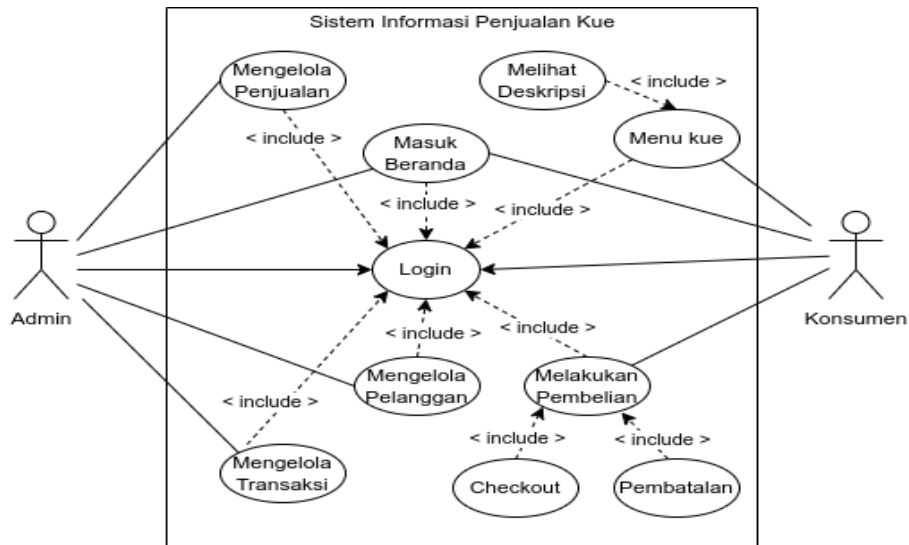 Sistem Informasi Penjualan Kue
Mengelola
Penjualan
Melihat
Deskripsi
< include >
< include >
Masuk
Beranda
Menu kue
< include >
< include >
Login
Admin
Konsumen
< include >
< include >
Mengelola
Pelanggan
Melakukan
Pembelian
< include >
< include >
< include >
Mengelola
Transaksi
Checkout
Pembatalan